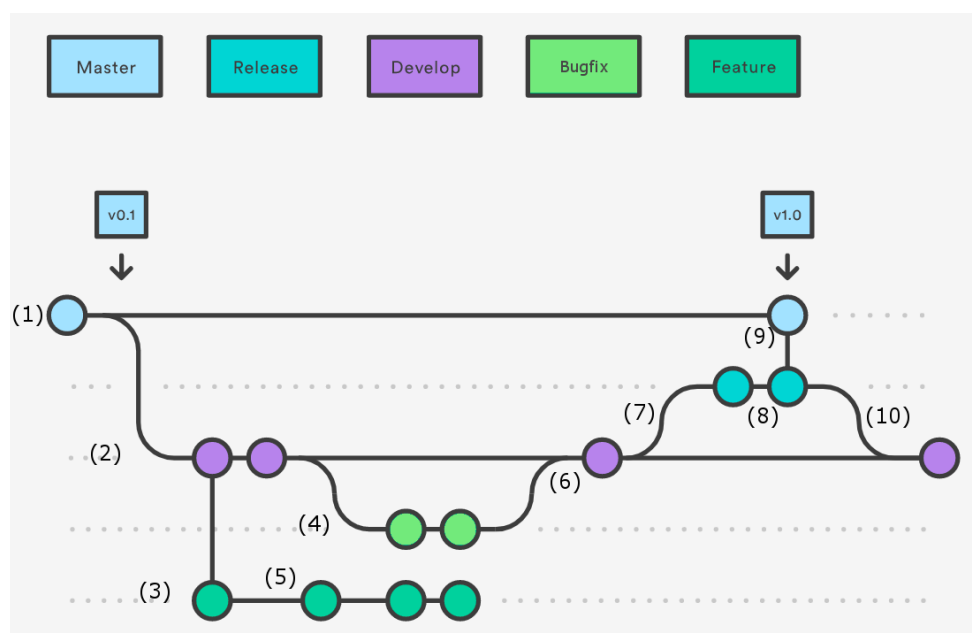 Master Release Develop Bugfix Feature
v0.1 v1.0
(1)
(9)
(7) (8) (10)
(2)
(6)
(4)
(5)
(3)